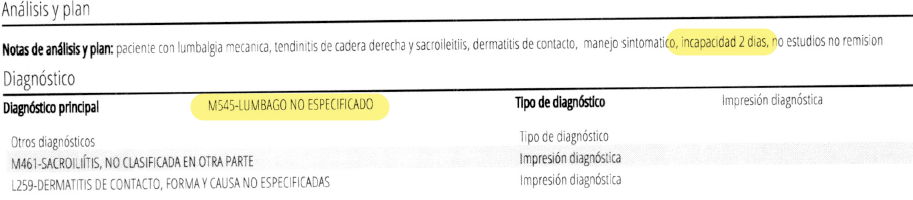 Análisis y plan
Notas de análisis y plan: paciente con lumbalgia mecanica, tendinitis de cadera derecha y sacroileitiis, dermatitis de contacto, manejo sintomatico, incapacidad 2 dias, no estudios no remision
Diagnóstico
Diagnóstico principal M545-LUMBAGO NO ESPECIFICADO Tipo de diagnóstico Impresión diagnóstica
Otros diagnósticos Tipo de diagnóstico
M461-SACROILIÍTIS, NO CLASIFICADA EN OTRA PARTE Impresión diagnóstica
L259-DERMATITIS DE CONTACTO, FORMA Y CAUSA NO ESPECIFICADAS Impresión diagnóstica